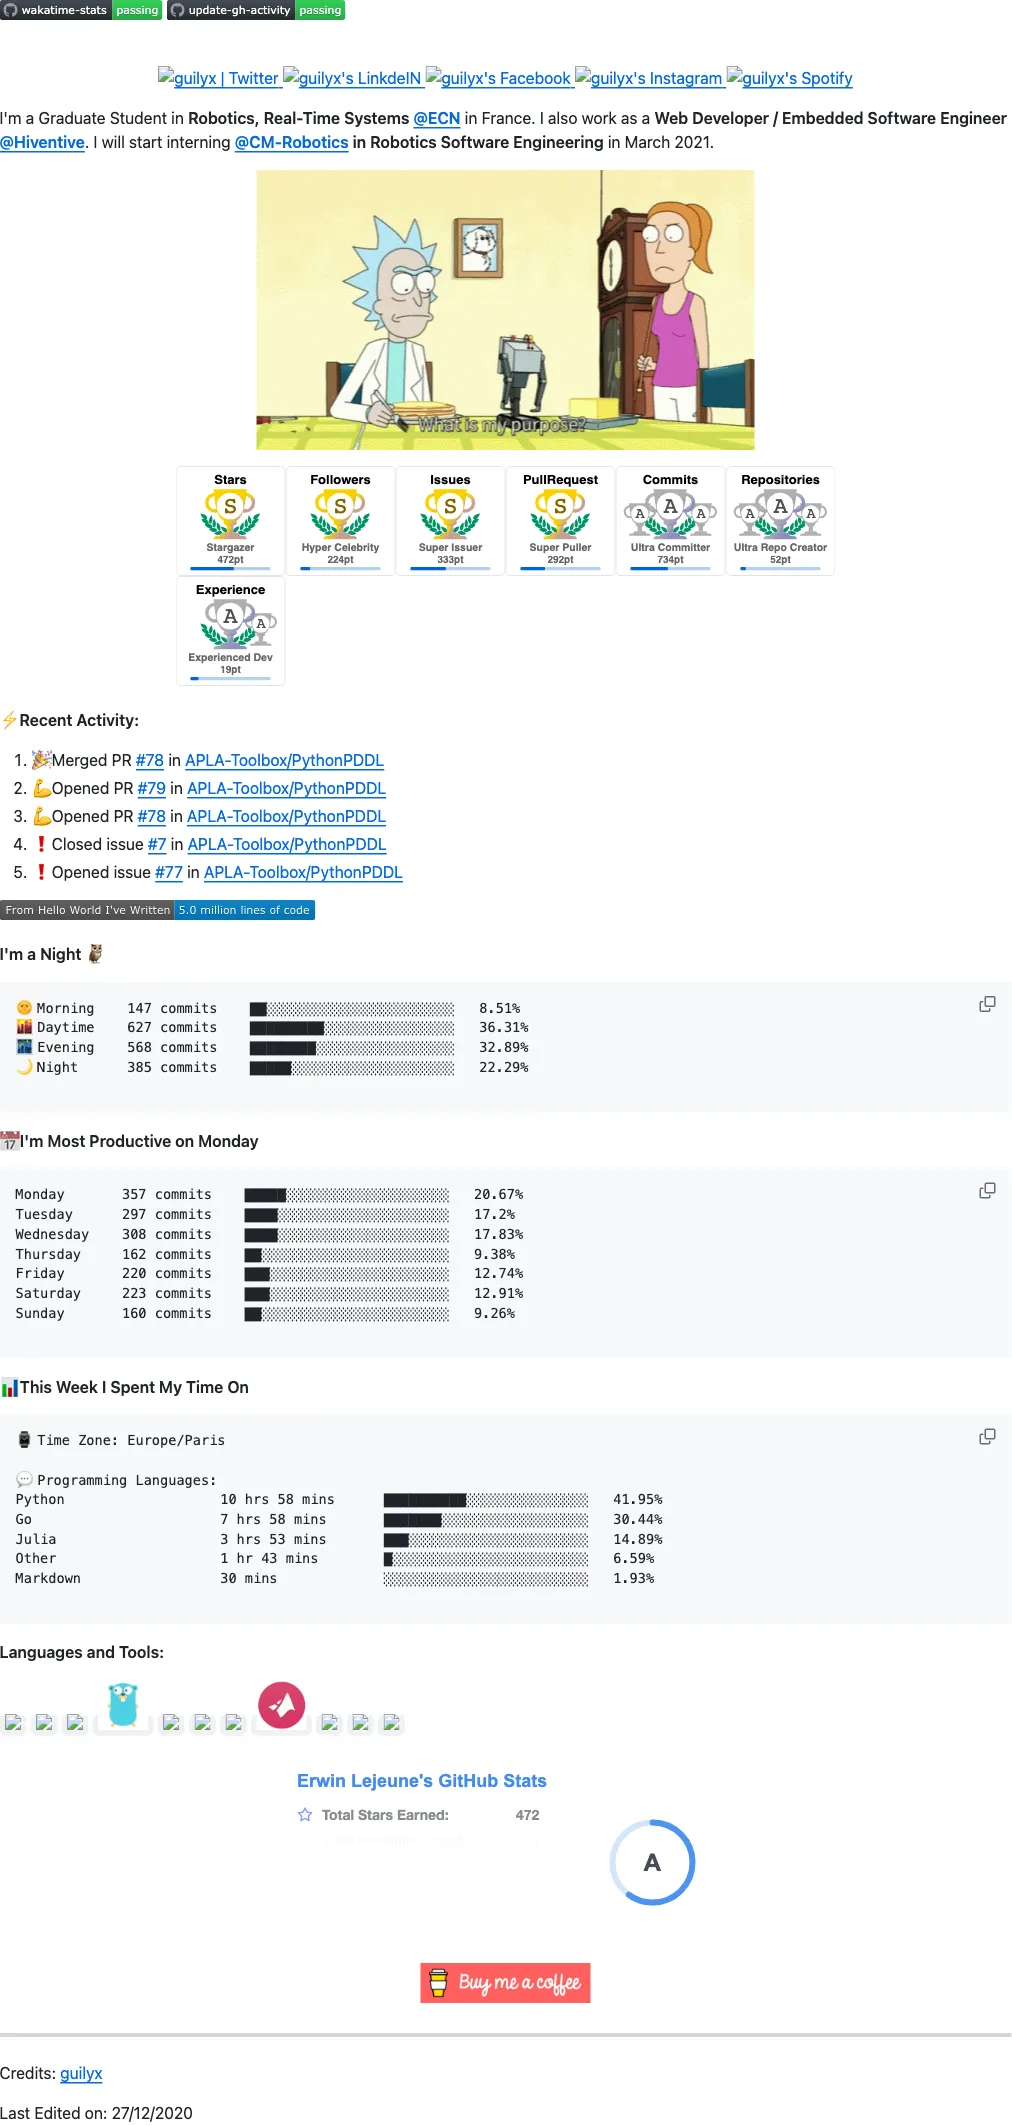 wakatime-stats passing update-gh-activity passing
guilyx | Twitter guilyx's LinkdeIN guilyx's Facebook guilyx's Instagram guilyx's Spotify
I'm a Graduate Student in Robotics, Real-Time Systems @ECN in France. I also work as a Web Developer / Embedded Software Engineer
@Hiventive. I will start interning @CM-Robotics in Robotics Software Engineering in March 2021.
What is my purpose?
Stars Followers Issues PullRequest Commits Repositories
S S S S A A A A A A
Stargazer Hyper Celebrity Super Issuer Super Puller Ultra Committer Ultra Repo Creator
472pt 224pt 333pt 292pt 734pt 52pt
Experience
A A
Experienced Dev
19pt
⚡Recent Activity:
1. 🎉Merged PR #78 in APLA-Toolbox/PythonPDDL
2. 💪Opened PR #79 in APLA-Toolbox/PythonPDDL
3. 💪Opened PR #78 in APLA-Toolbox/PythonPDDL
4. ❗Closed issue #7 in APLA-Toolbox/PythonPDDL
5. ❗Opened issue #77 in APLA-Toolbox/PythonPDDL
From Hello World I've Written 5.0 million lines of code
I'm a Night 🦉
🌞 Morning 147 commits 8.51%
🌆 Daytime 627 commits 36.31%
🌃 Evening 568 commits 32.89%
🌙 Night 385 commits 22.29%
📅I'm Most Productive on Monday
Monday 357 commits 20.67%
Tuesday 297 commits 17.2%
Wednesday 308 commits 17.83%
Thursday 162 commits 9.38%
Friday 220 commits 12.74%
Saturday 223 commits 12.91%
Sunday 160 commits 9.26%
📊This Week I Spent My Time On
⌚ Time Zone: Europe/Paris
💬 Programming Languages:
Python 10 hrs 58 mins 41.95%
Go 7 hrs 58 mins 30.44%
Julia 3 hrs 53 mins 14.89%
Other 1 hr 43 mins 6.59%
Markdown 30 mins 1.93%
Languages and Tools:
Erwin Lejeune's GitHub Stats
Total Stars Earned: 472
A
Buy me a coffee
Credits: guilyx
Last Edited on: 27/12/2020